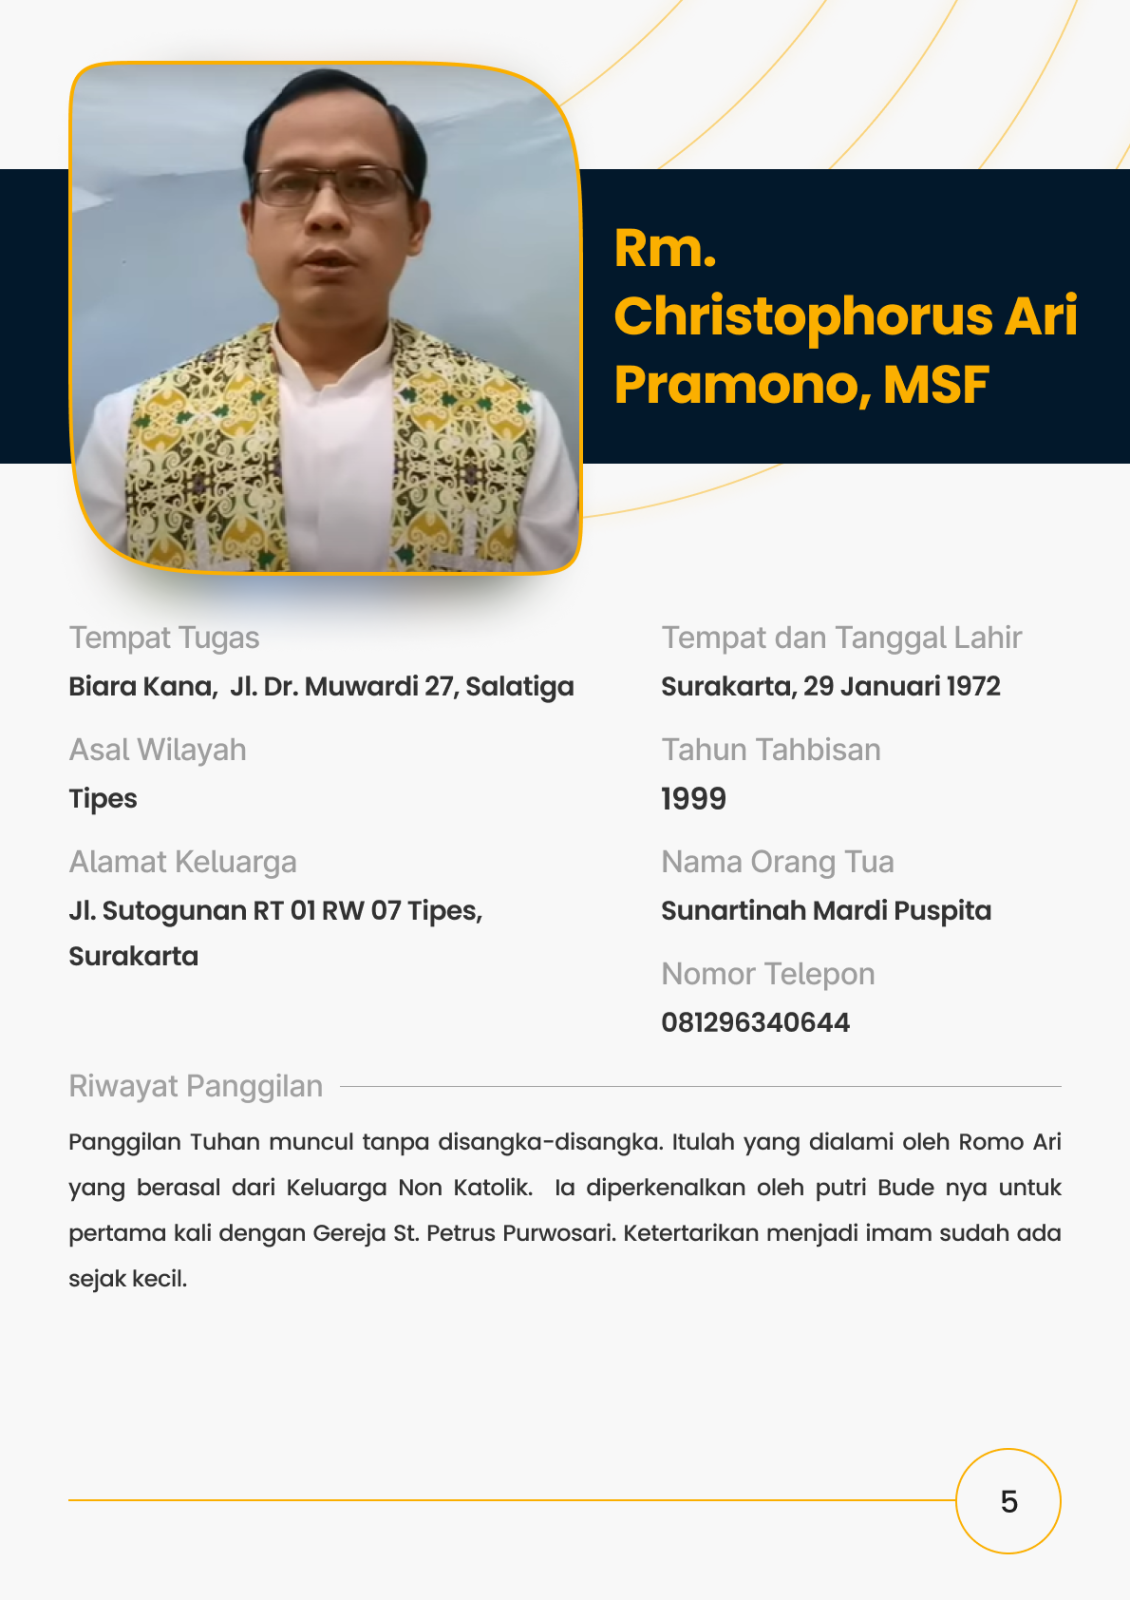 Rm.
Christophorus Ari
Pramono, MSF
Tempat Tugas
Biara Kana,  Jl. Dr. Muwardi 27, Salatiga
Asal Wilayah
Tipes
Alamat Keluarga
Jl. Sutogunan RT 01 RW 07 Tipes,
Surakarta
Tempat dan Tanggal Lahir
Surakarta, 29 Januari 1972
Tahun Tahbisan
1999
Nama Orang Tua
Sunartinah Mardi Puspita
Nomor Telepon
081296340644
Riwayat Panggilan
Panggilan Tuhan muncul tanpa disangka-disangka. Itulah yang dialami oleh Romo Ari
yang berasal dari Keluarga Non Katolik.  Ia diperkenalkan oleh putri Bude nya untuk
pertama kali dengan Gereja St. Petrus Purwosari. Ketertarikan menjadi imam sudah ada
sejak kecil.
5